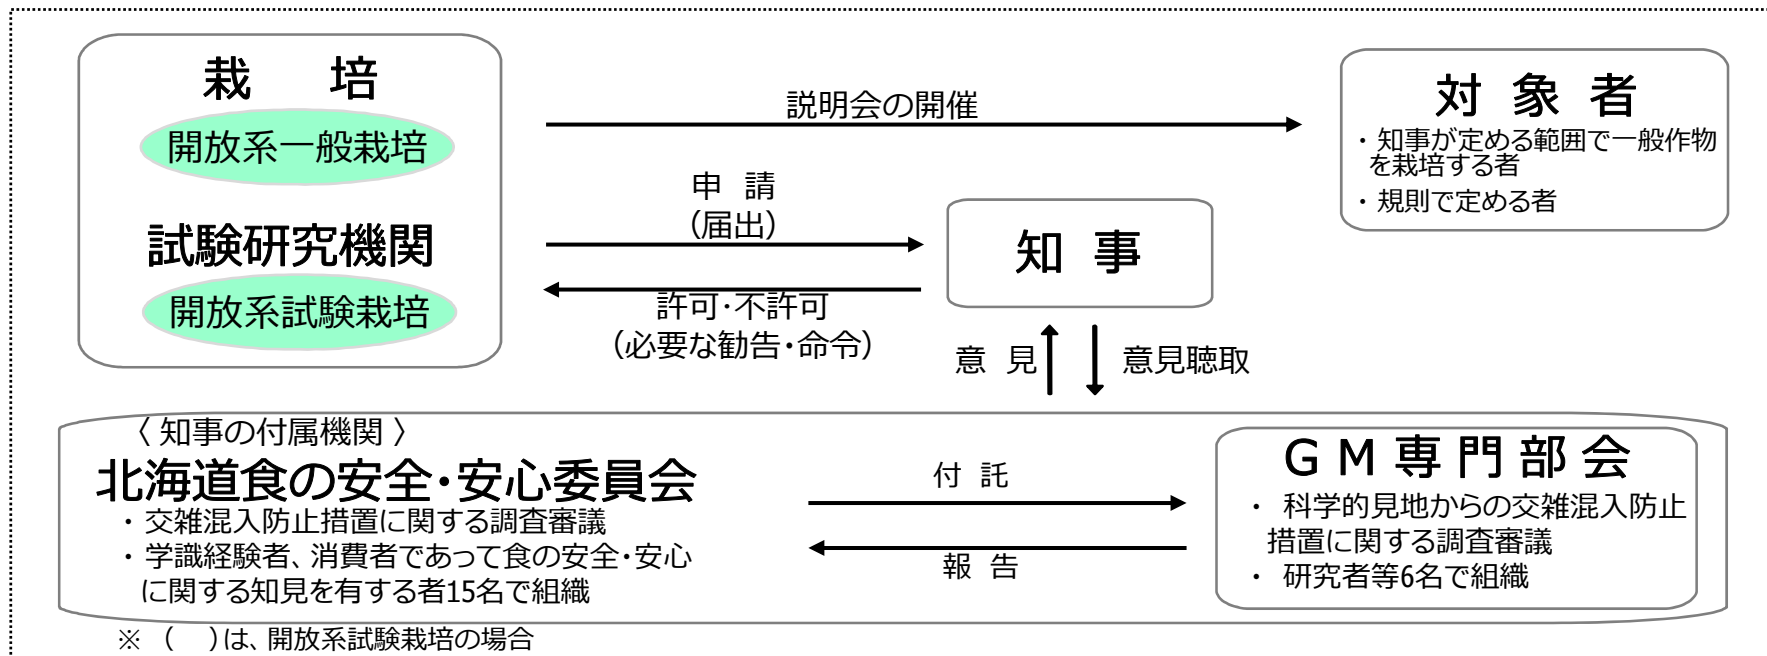 栽　培
開放系一般栽培
試験研究機関
開放系試験栽培
説明会の開催
申　請
（届出）
許可・不許可
（必要な勧告・命令）
知　事
対　象　者
・知事が定める範囲で一般作物
を栽培する者
・規則で定める者
意　見
意見聴取
〈 知事の付属機関 〉
北海道食の安全・安心委員会
・交雑混入防止措置に関する調査審議
・学識経験者、消費者であって食の安全・安心
に関する知見を有する者15名で組織
付　託
報　告
ＧＭ専門部会
・ 科学的見地からの交雑混入防止
措置に関する調査審議
・ 研究者等6名で組織
※　(　　)は、開放系試験栽培の場合